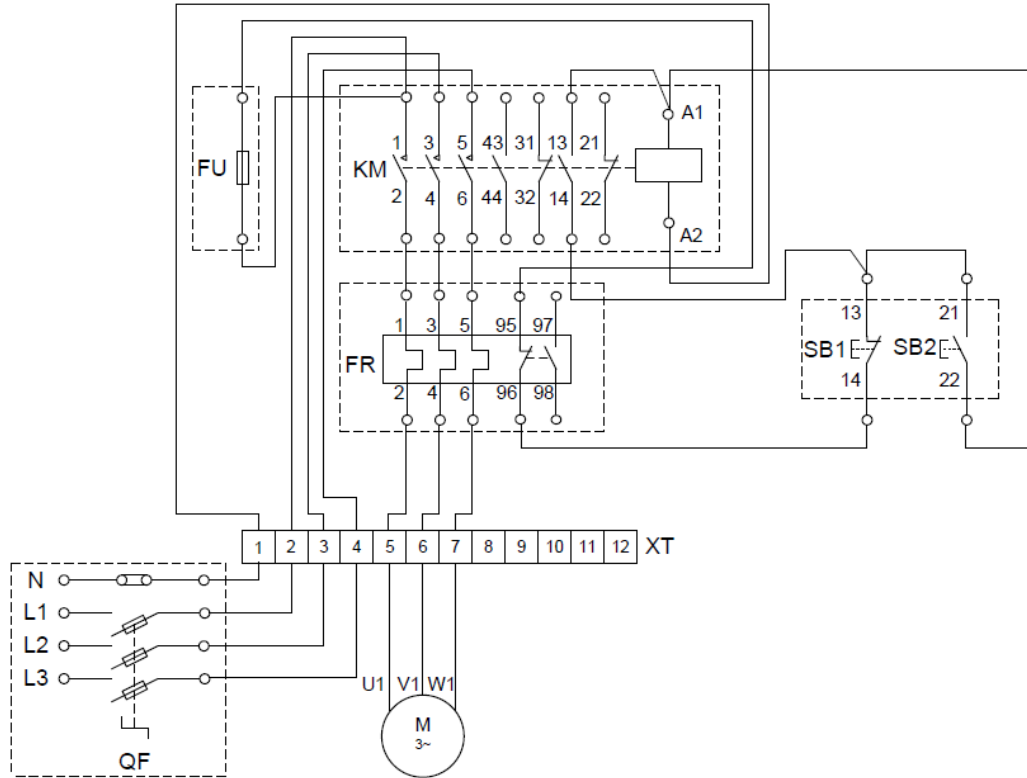 A1
1 3 5 43 31 13 21
FU
KM
2 4 6 44 32 14 22
A2
13 21
1 3 5 95 97
SB1 SB2
FR
14 22
2 4 6 96 98
1 2 3 4 5 6 7 8 9 10 11 12 XT
N
L1
L2
L3
U1 V1 W1
M
3~
QF